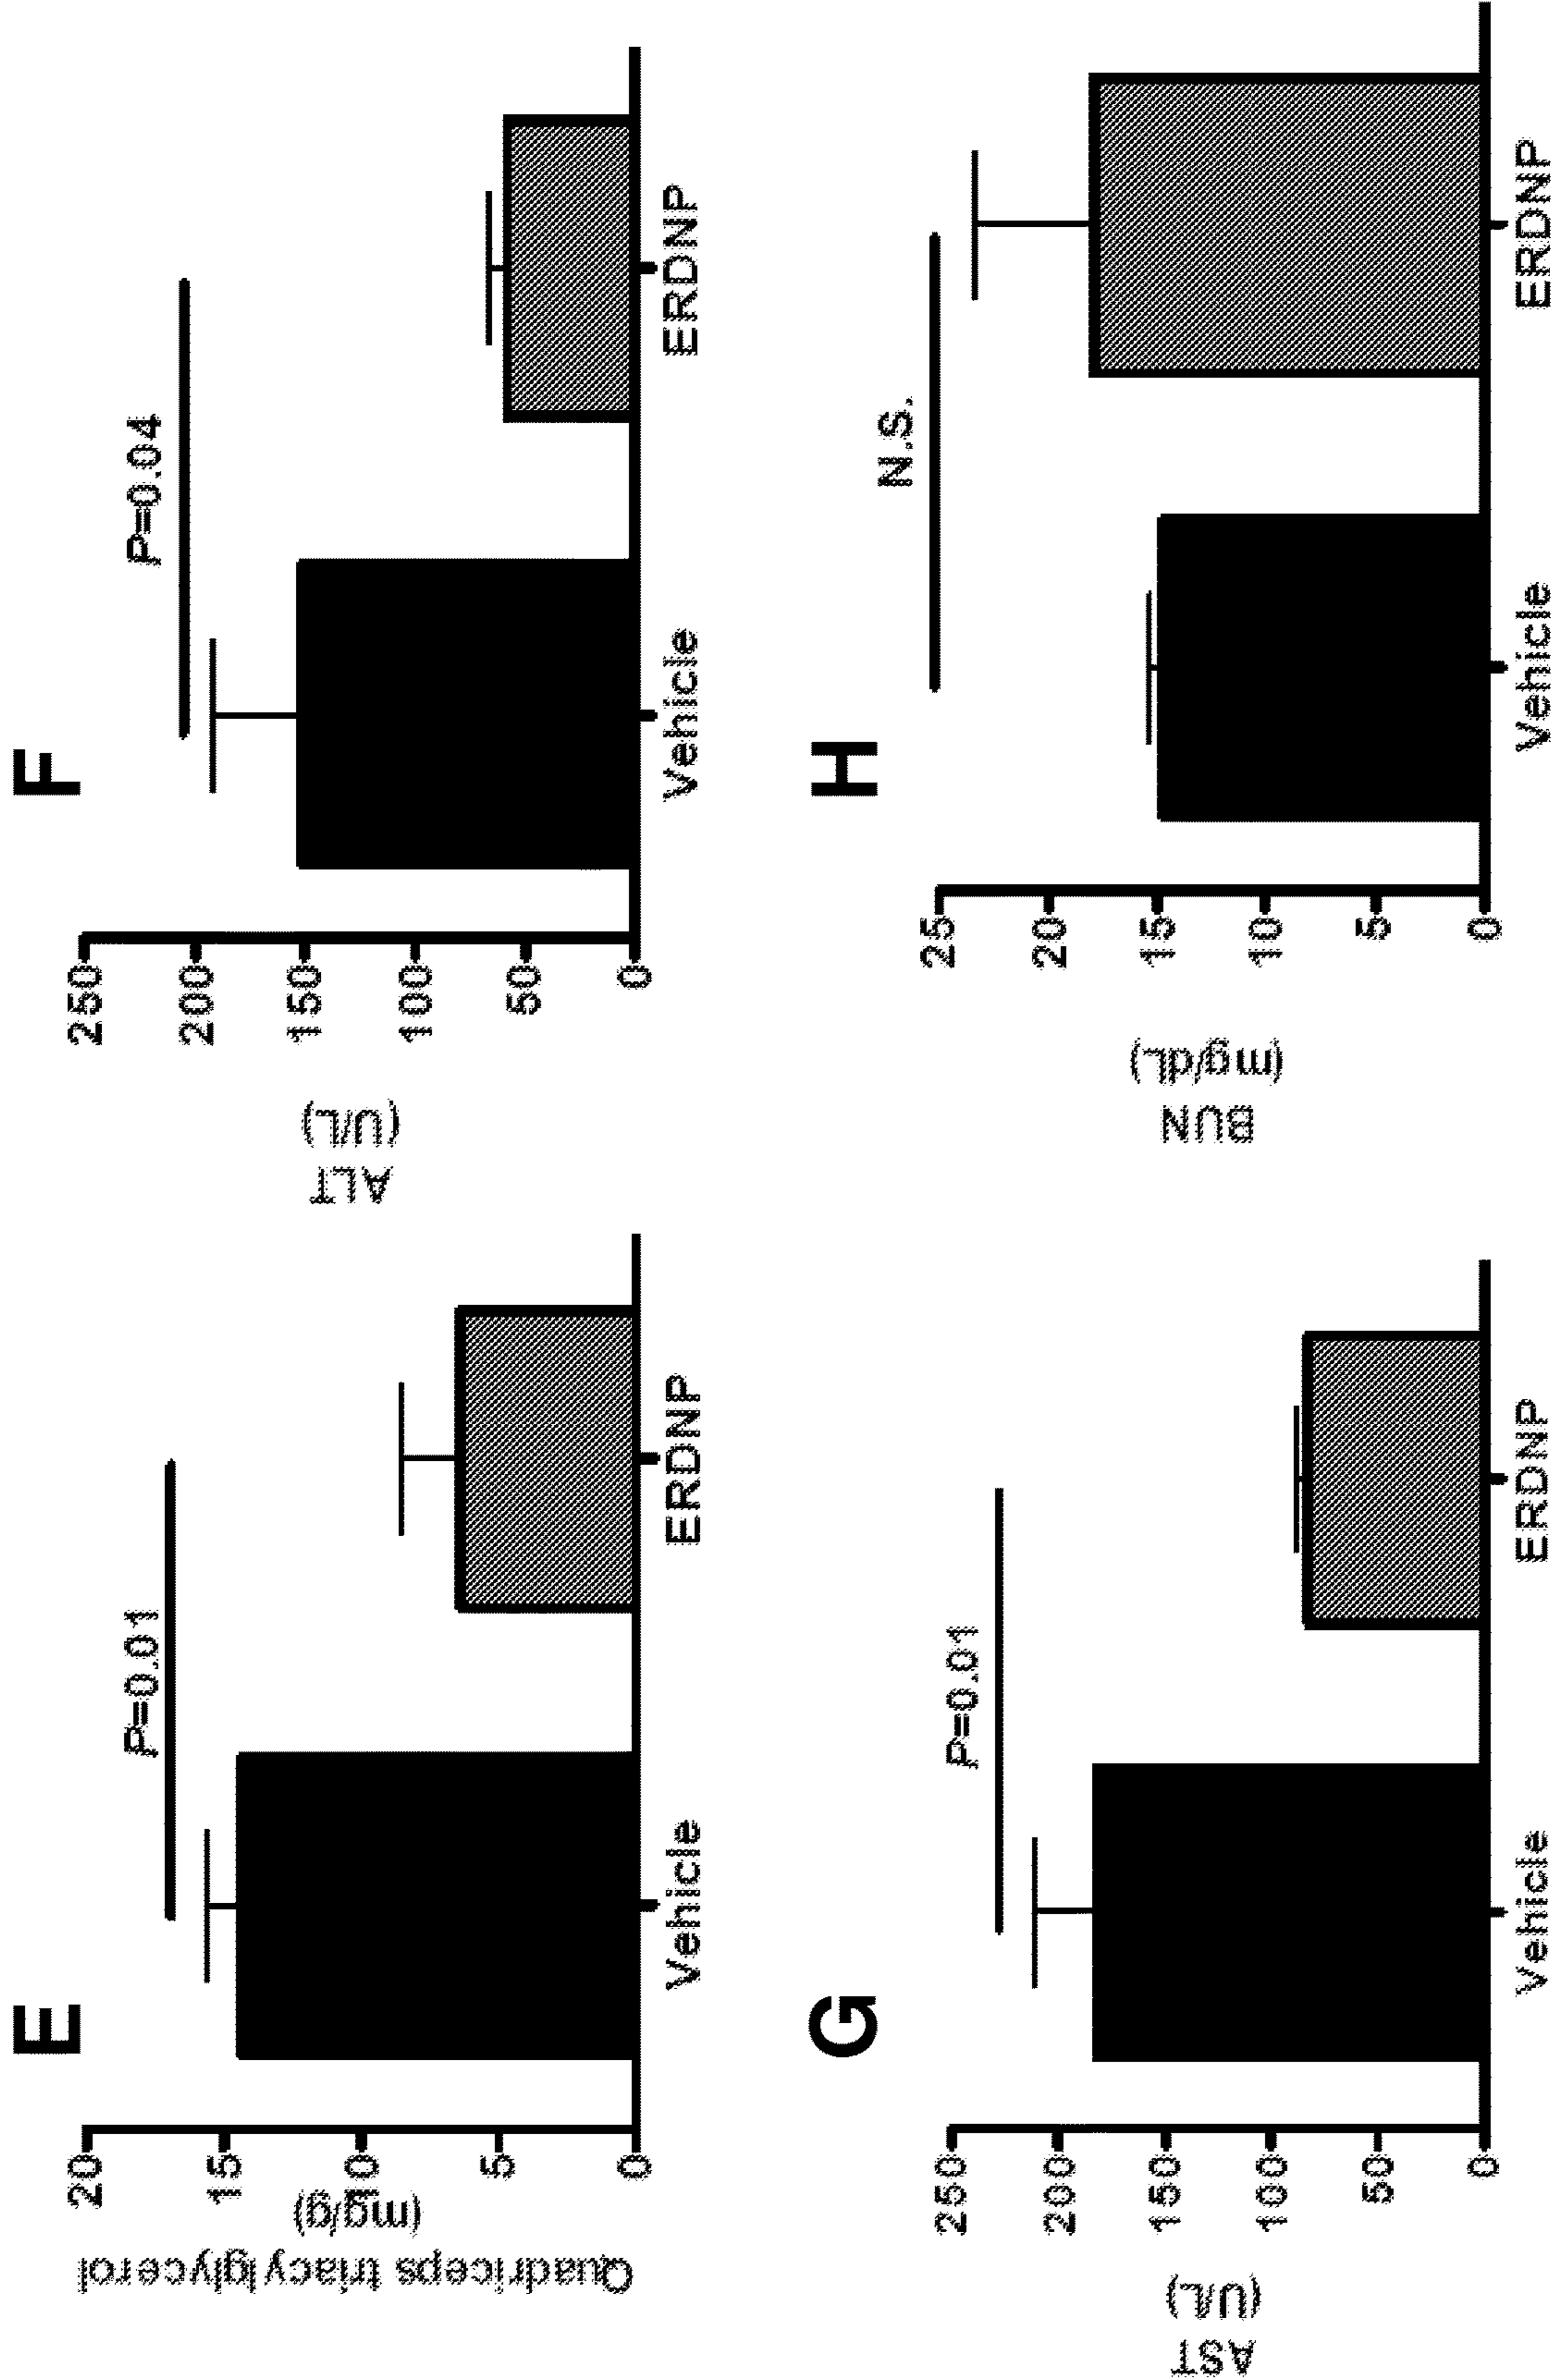 E
P=0.01
Quadriceps triacylglycerol
(mg/g)
20
15
10
5
0
Vehicle
ERDNP
F
P=0.04
ALT
(U/L)
250
200
150
100
50
0
Vehicle
ERDNP
G
P=0.01
AST
(U/L)
250
200
150
100
50
0
Vehicle
ERDNP
H
N.S.
BUN
(mg/dL)
25
20
15
10
5
0
Vehicle
ERDNP